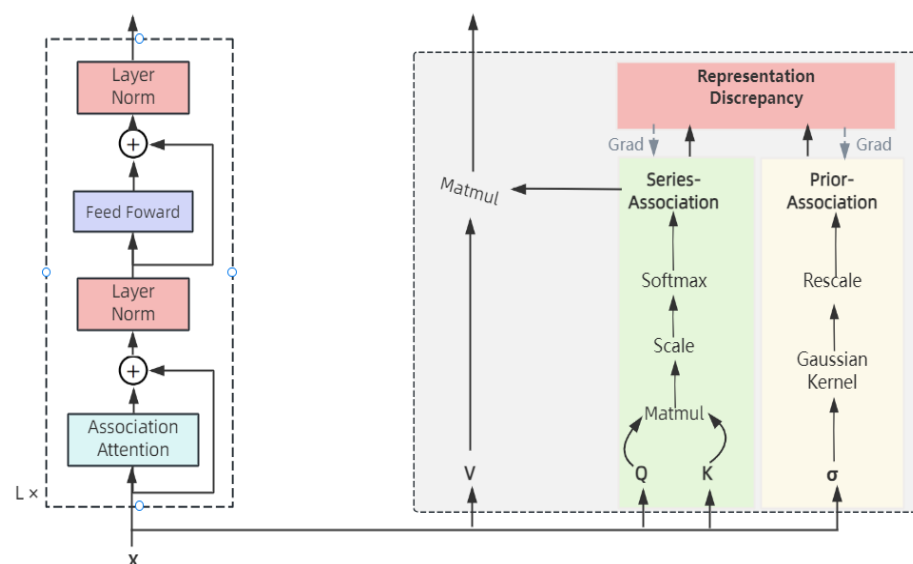 Layer
Norm
+
Feed Foward
Layer
Norm
+
Association
Attention
L ×
X
Representation
Discrepancy
Grad
Grad
Matmul
Series-
Association
Prior-
Association
Softmax
Rescale
Scale
Gaussian
Kernel
Matmul
V
Q
K
σ